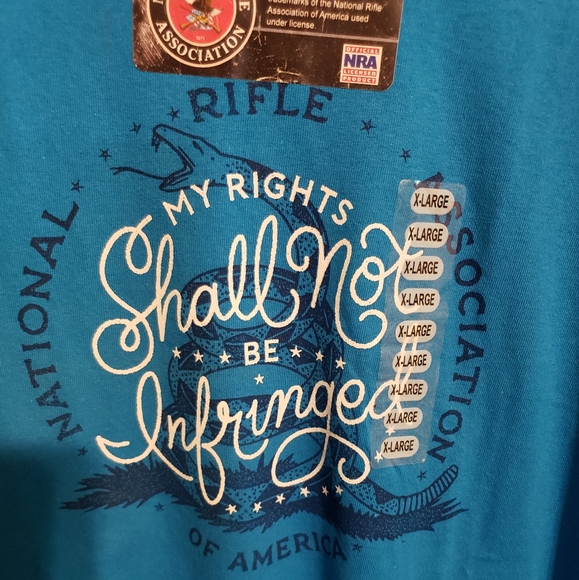 ASSOCIATION
1871
trademarks of the National Rifle
Association of America used
under license.
OFFICIAL
NRA
LICENSED
PRODUCT
NATIONAL RIFLE ASSOCIATION
OF AMERICA
MY RIGHTS
Shall Not
BE
Infringed
X-LARGE
X-LARGE
X-LARGE
X-LARGE
X-LARGE
X-LARGE
X-LARGE
X-LARGE
X-LARGE